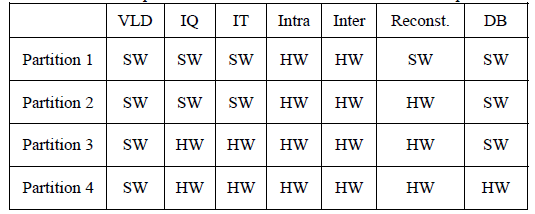 VLD IQ IT Intra Inter Reconst. DB
Partition 1 SW SW SW HW HW SW SW
Partition 2 SW SW SW HW HW HW SW
Partition 3 SW HW HW HW HW HW SW
Partition 4 SW HW HW HW HW HW HW